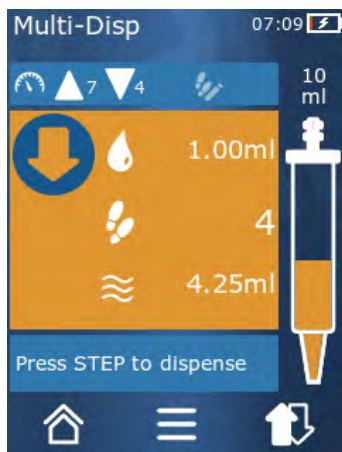 Multi-Disp 07:09
7 4
10
ml
1.00ml
4
4.25ml
Press STEP to dispense